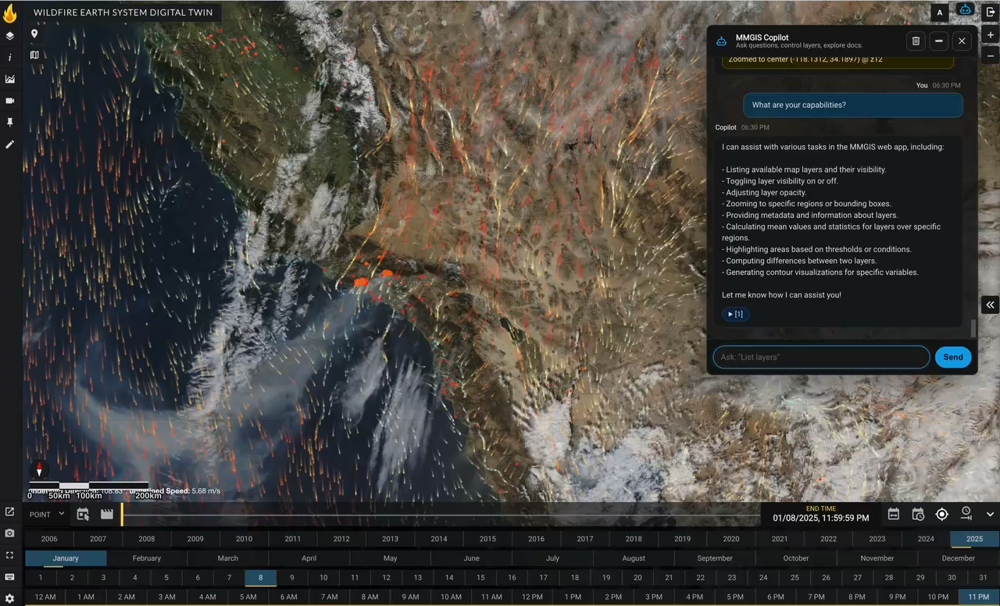 WILDFIRE EARTH SYSTEM DIGITAL TWIN
A
MMGIS Copilot
Ask questions, control layers, explore docs.
Zoomed to center (-118.1312, 34.1897) @ z12
You 06:30 PM
What are your capabilities?
Copilot 06:30 PM
I can assist with various tasks in the MMGIS web app, including:
- Listing available map layers and their visibility.
- Toggling layer visibility on or off.
- Adjusting layer opacity.
- Zooming to specific regions or bounding boxes.
- Providing metadata and information about layers.
- Calculating mean values and statistics for layers over specific
regions.
- Highlighting areas based on thresholds or conditions.
- Computing differences between two layers.
- Generating contour visualizations for specific variables.
Let me know how I can assist you!
[1]
Ask: "List layers"
Send
undefined Direction: 108.83°, undefined Speed: 5.68 m/s
0 50km 100km 200km
POINT
END TIME
01/08/2025, 11:59:59 PM
2006 2007 2008 2009 2010 2011 2012 2013 2014 2015 2016 2017 2018 2019 2020 2021 2022 2023 2024 2025
January February March April May June July August September October November December
1 2 3 4 5 6 7 8 9 10 11 12 13 14 15 16 17 18 19 20 21 22 23 24 25 26 27 28 29 30 31
12 AM 1 AM 2 AM 3 AM 4 AM 5 AM 6 AM 7 AM 8 AM 9 AM 10 AM 11 AM 12 PM 1 PM 2 PM 3 PM 4 PM 5 PM 6 PM 7 PM 8 PM 9 PM 10 PM 11 PM